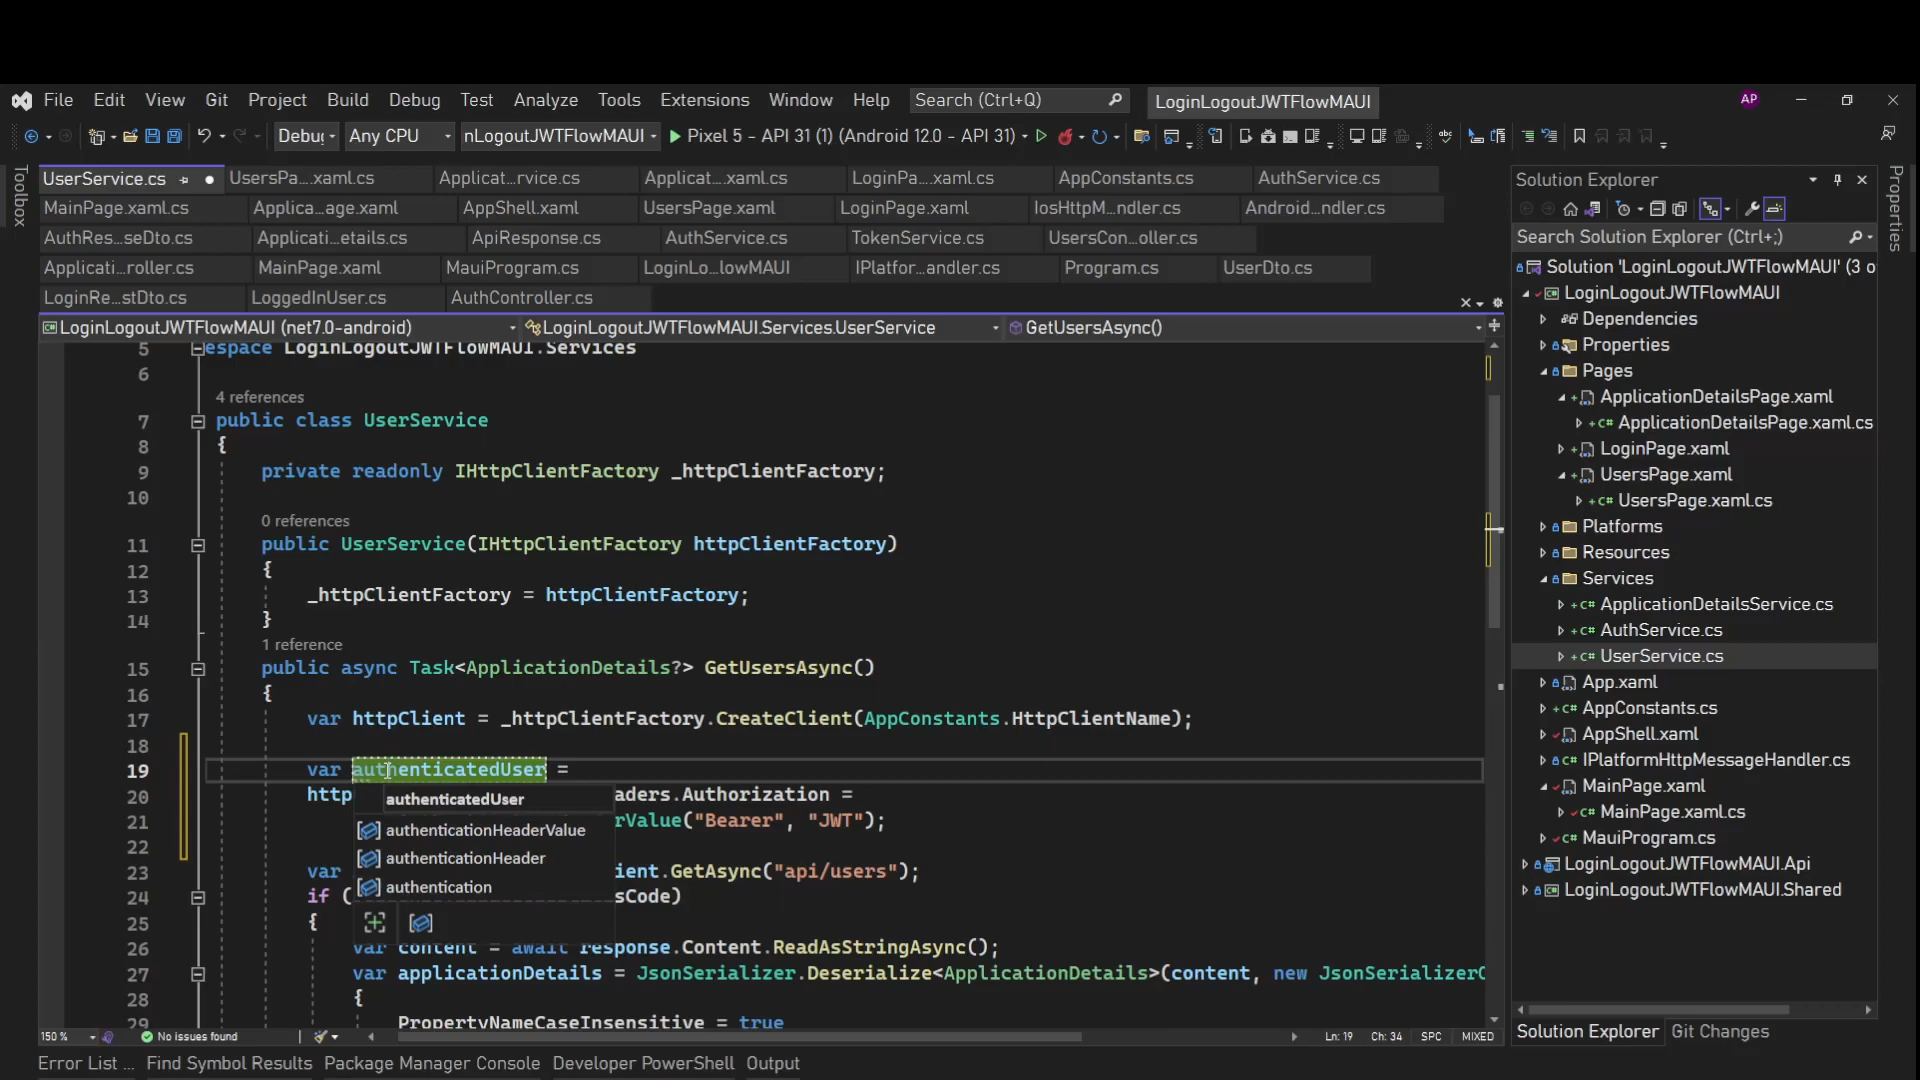 File Edit View Git Project Build Debug Test Analyze Tools Extensions Window Help Search (Ctrl+Q) LoginLogoutJWTFlowMAUI AP
Debug Any CPU nLogoutJWTFlowMAUI Pixel 5 - API 31 (1) (Android 12.0 - API 31)
Toolbox
UserService.cs UsersPa....xaml.cs Applicat...rvice.cs Applicat....xaml.cs LoginPa....xaml.cs AppConstants.cs AuthService.cs
MainPage.xaml.cs Applica...age.xaml AppShell.xaml UsersPage.xaml LoginPage.xaml IosHttpM...ndler.cs Android...ndler.cs
AuthRes...seDto.cs Applicati...etails.cs ApiResponse.cs AuthService.cs TokenService.cs UsersCon...oller.cs
Applicati...roller.cs MainPage.xaml MauiProgram.cs LoginLo...lowMAUI IPlatfor...andler.cs Program.cs UserDto.cs
LoginRe...stDto.cs LoggedInUser.cs AuthController.cs
LoginLogoutJWTFlowMAUI (net7.0-android) LoginLogoutJWTFlowMAUI.Services.UserService GetUsersAsync()
5 espace LoginLogoutJWTFlowMAUI.Services
6
4 references
7 public class UserService
8 {
9 private readonly IHttpClientFactory _httpClientFactory;
10
0 references
11 public UserService(IHttpClientFactory httpClientFactory)
12 {
13 _httpClientFactory = httpClientFactory;
14 }
1 reference
15 public async Task<ApplicationDetails?> GetUsersAsync()
16 {
17 var httpClient = _httpClientFactory.CreateClient(AppConstants.HttpClientName);
18
19 var authenticatedUser =
20 http aders.Authorization =
21 rValue("Bearer", "JWT");
22
23 var ient.GetAsync("api/users");
24 if ( sCode)
25 {
26 var content = await response.Content.ReadAsStringAsync();
27 var applicationDetails = JsonSerializer.Deserialize<ApplicationDetails>(content, new JsonSerializerO
28 {
29 PropertyNameCaseInsensitive = true
authenticatedUser
authenticationHeaderValue
authenticationHeader
authentication
150 % No issues found Ln: 19 Ch: 34 SPC MIXED
Error List ... Find Symbol Results Package Manager Console Developer PowerShell Output
Solution Explorer
Search Solution Explorer (Ctrl+;)
Solution 'LoginLogoutJWTFlowMAUI' (3 o
LoginLogoutJWTFlowMAUI
Dependencies
Properties
Pages
ApplicationDetailsPage.xaml
ApplicationDetailsPage.xaml.cs
LoginPage.xaml
UsersPage.xaml
UsersPage.xaml.cs
Platforms
Resources
Services
ApplicationDetailsService.cs
AuthService.cs
UserService.cs
App.xaml
AppConstants.cs
AppShell.xaml
IPlatformHttpMessageHandler.cs
MainPage.xaml
MainPage.xaml.cs
MauiProgram.cs
LoginLogoutJWTFlowMAUI.Api
LoginLogoutJWTFlowMAUI.Shared
Solution Explorer Git Changes
Properties